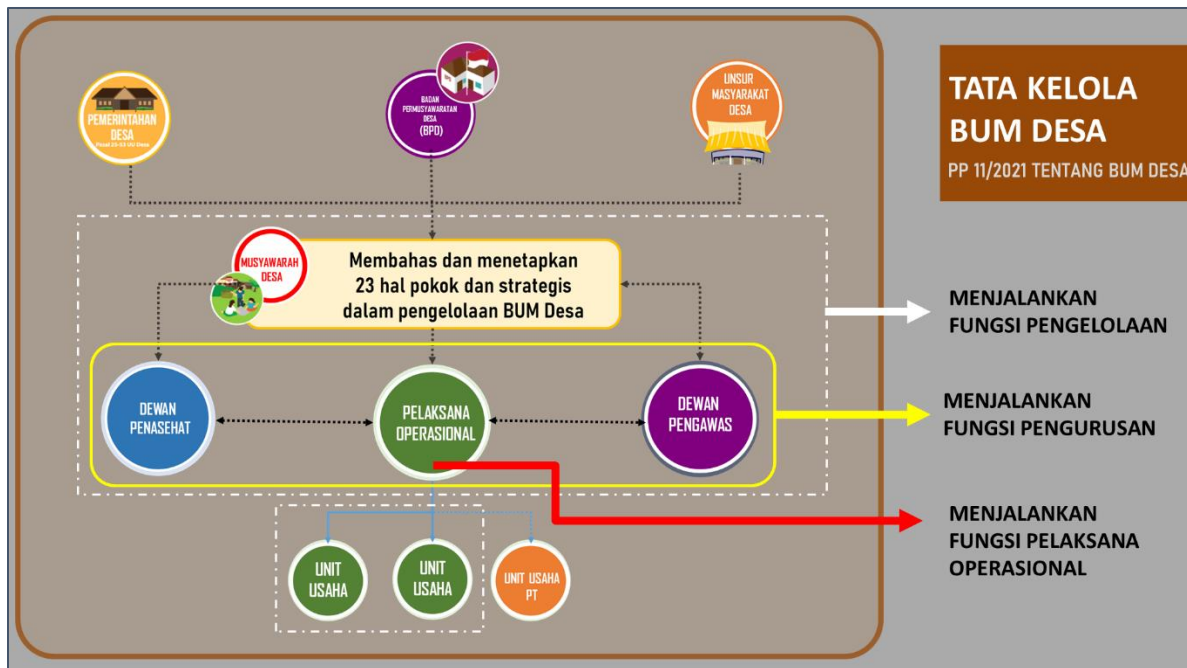 PEMERINTAHAN
DESA
BADAN
PERMUSYAWARATAN
DESA
(BPD)
UNSUR
MASYARAKAT
DESA
TATA KELOLA
BUM DESA
PP 11/2021 TENTANG BUM DESA
MUSYAWARAH
DESA
Membahas dan menetapkan
23 hal pokok dan strategis
dalam pengelolaan BUM Desa
MENJALANKAN
FUNGSI PENGELOLAAN
DEWAN
PENASEHAT
PELAKSANA
OPERASIONAL
DEWAN
PENGAWAS
MENJALANKAN
FUNGSI PENGURUSAN
MENJALANKAN
FUNGSI PELAKSANA
OPERASIONAL
UNIT
USAHA
UNIT
USAHA
UNIT USAHA
PT